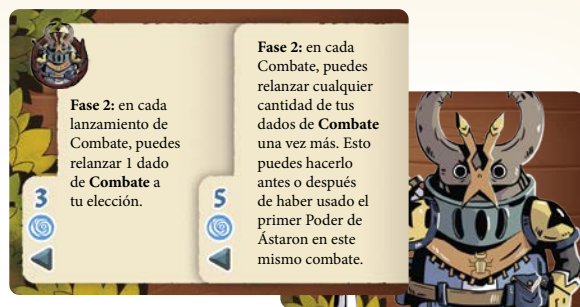 Fase 2: en cada
lanzamiento de
Combate, puedes
relanzar 1 dado
de Combate a
tu elección.
3
Fase 2: en cada
Combate, puedes
relanzar cualquier
cantidad de tus
dados de Combate
una vez más. Esto
puedes hacerlo
antes o después
de haber usado el
primer Poder de
Ástaron en este
mismo combate.
5